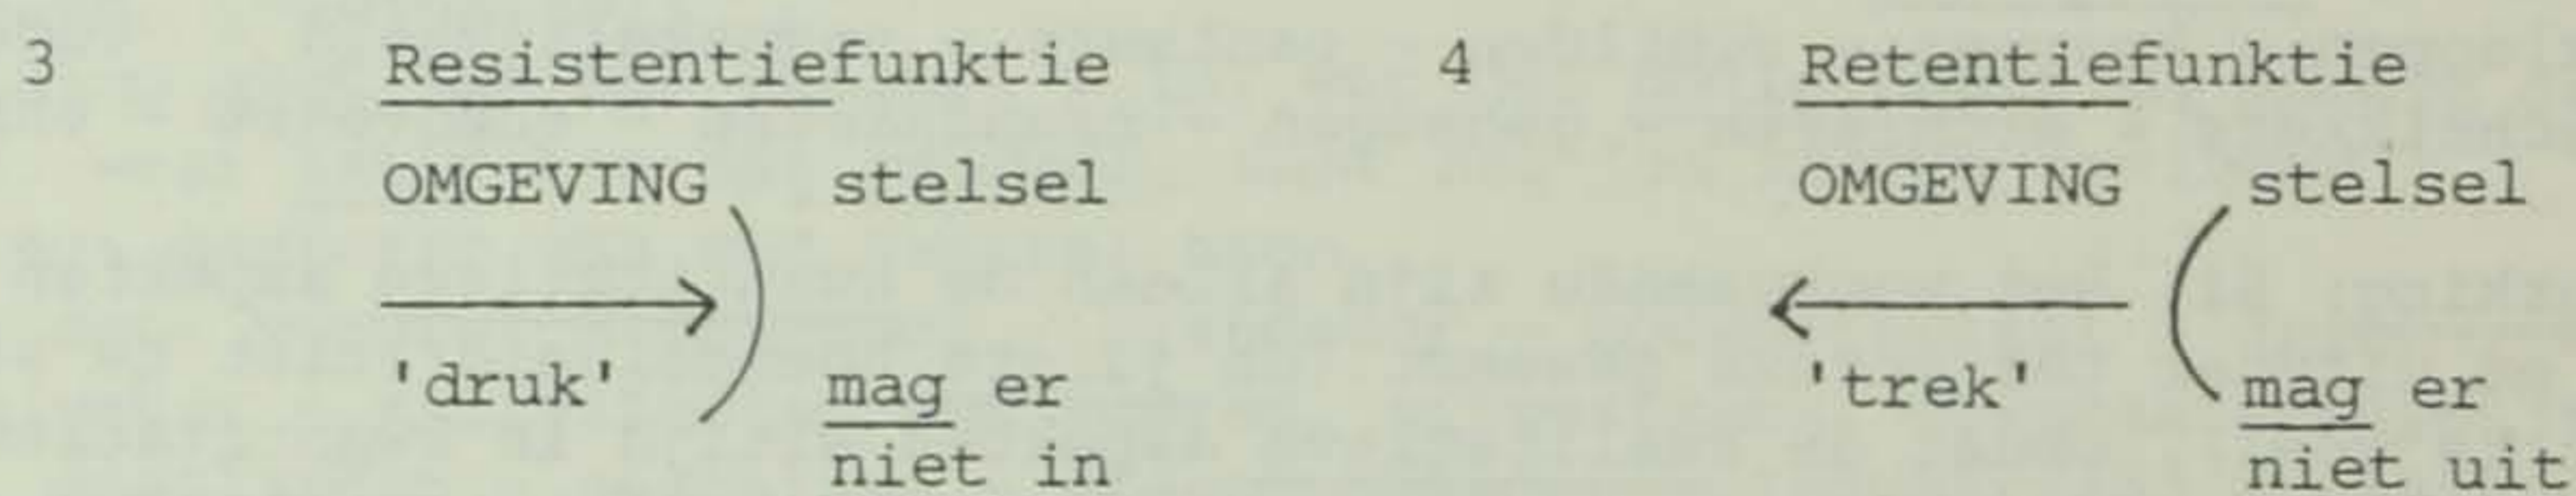 3 Resistentiefunktie
OMGEVING stelsel
'druk' mag er
niet in
4 Retentiefunktie
OMGEVING stelsel
'trek' mag er
niet uit